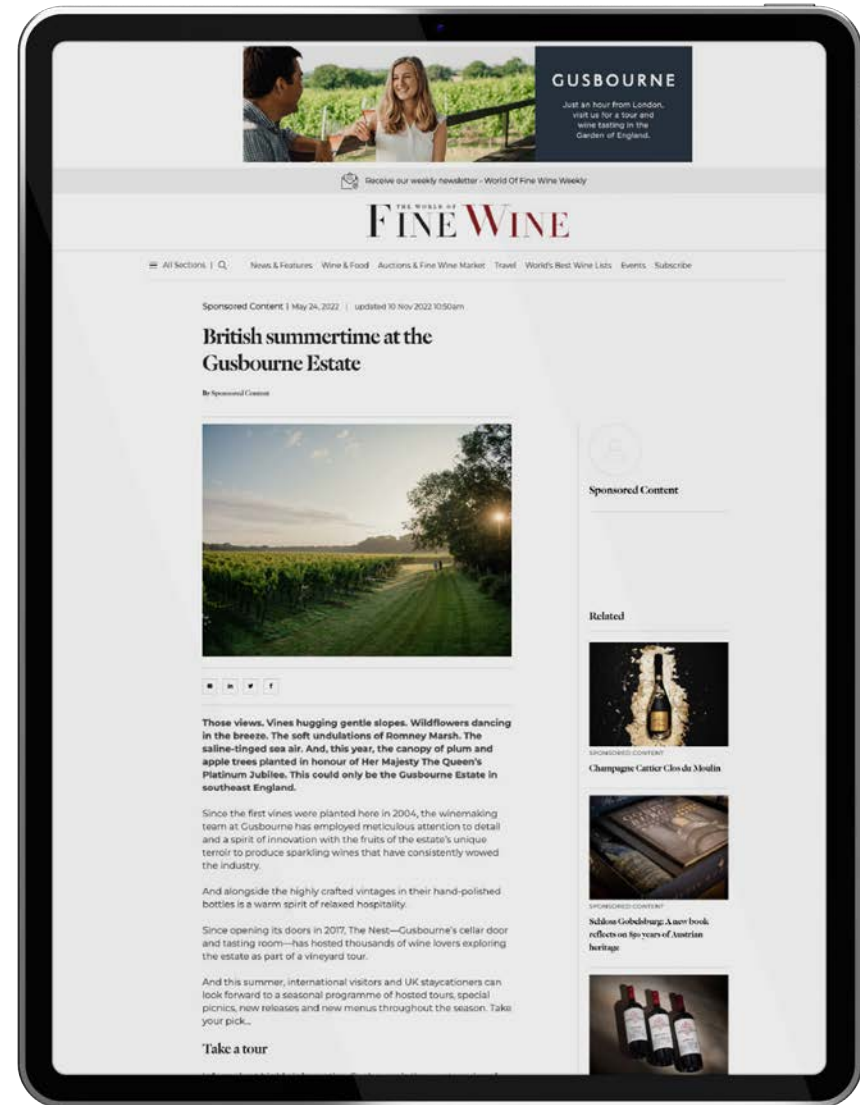 GUSBOURNE
Just an hour from London,
visit us for a tour and
wine tasting in the
Garden of England.
Receive our weekly newsletter - World Of Fine Wine Weekly
THE WORLD OF
FINE WINE
All Sections |
News & Features Wine & Food Auctions & Fine Wine Market Travel World's Best Wine Lists Events Subscribe
Sponsored Content | May 24, 2022 | updated 10 Nov 2022 10:50am
British summertime at the
Gusbourne Estate
By Sponsored Content
Those views. Vines hugging gentle slopes. Wildflowers dancing
in the breeze. The soft undulations of Romney Marsh. The
saline-tinged sea air. And, this year, the canopy of plum and
apple trees planted in honour of Her Majesty The Queen's
Platinum Jubilee. This could only be the Gusbourne Estate in
southeast England.
Since the first vines were planted here in 2004, the winemaking
team at Gusbourne has employed meticulous attention to detail
and a spirit of innovation with the fruits of the estate's unique
terroir to produce sparkling wines that have consistently wowed
the industry.
And alongside the highly crafted vintages in their hand-polished
bottles is a warm spirit of relaxed hospitality.
Since opening its doors in 2017, The Nest—Gusbourne's cellar door
and tasting room—has hosted thousands of wine lovers exploring
the estate as part of a vineyard tour.
And this summer, international visitors and UK staycationers can
look forward to a seasonal programme of hosted tours, special
picnics, new releases and new menus throughout the season. Take
your pick...
Take a tour
Sponsored Content
Related
SPONSORED CONTENT
Champagne Cattier Clos du Moulin
SPONSORED CONTENT
Schloss Gobelsburg: A new book
reflects on 850 years of Austrian
heritage